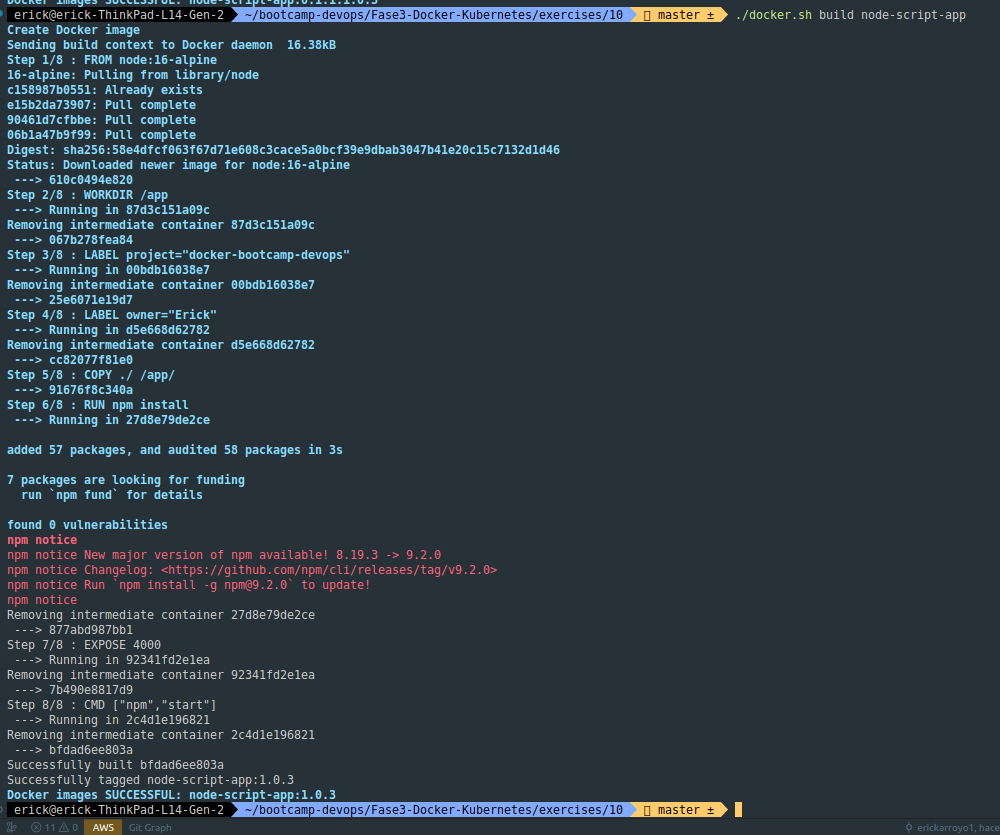 Docker images SUCCESSFUL: node-script-app:0.1.1.1.0.3
erick@erick-ThinkPad-L14-Gen-2 ~/bootcamp-devops/Fase3-Docker-Kubernetes/exercises/10 master ± ./docker.sh build node-script-app
Create Docker image
Sending build context to Docker daemon  16.38kB
Step 1/8 : FROM node:16-alpine
16-alpine: Pulling from library/node
c158987b0551: Already exists
e15b2da73907: Pull complete
90461d7cfbbe: Pull complete
06b1a47b9f99: Pull complete
Digest: sha256:58e4dfcf063f67d71e608c3cace5a0bcf39e9dbab3047b41e20c15c7132d1d46
Status: Downloaded newer image for node:16-alpine
 ---> 610c0494e820
Step 2/8 : WORKDIR /app
 ---> Running in 87d3c151a09c
Removing intermediate container 87d3c151a09c
 ---> 067b278fea84
Step 3/8 : LABEL project="docker-bootcamp-devops"
 ---> Running in 00bdb16038e7
Removing intermediate container 00bdb16038e7
 ---> 25e6071e19d7
Step 4/8 : LABEL owner="Erick"
 ---> Running in d5e668d62782
Removing intermediate container d5e668d62782
 ---> cc82077f81e0
Step 5/8 : COPY ./ /app/
 ---> 91676f8c340a
Step 6/8 : RUN npm install
 ---> Running in 27d8e79de2ce
added 57 packages, and audited 58 packages in 3s
7 packages are looking for funding
  run `npm fund` for details
found 0 vulnerabilities
npm notice
npm notice New major version of npm available! 8.19.3 -> 9.2.0
npm notice Changelog: <https://github.com/npm/cli/releases/tag/v9.2.0>
npm notice Run `npm install -g npm@9.2.0` to update!
npm notice
Removing intermediate container 27d8e79de2ce
 ---> 877abd987bb1
Step 7/8 : EXPOSE 4000
 ---> Running in 92341fd2e1ea
Removing intermediate container 92341fd2e1ea
 ---> 7b490e8817d9
Step 8/8 : CMD ["npm","start"]
 ---> Running in 2c4d1e196821
Removing intermediate container 2c4d1e196821
 ---> bfdad6ee803a
Successfully built bfdad6ee803a
Successfully tagged node-script-app:1.0.3
Docker images SUCCESSFUL: node-script-app:1.0.3
erick@erick-ThinkPad-L14-Gen-2 ~/bootcamp-devops/Fase3-Docker-Kubernetes/exercises/10 master ±
11 0 AWS Git Graph erickarroyo1, hace